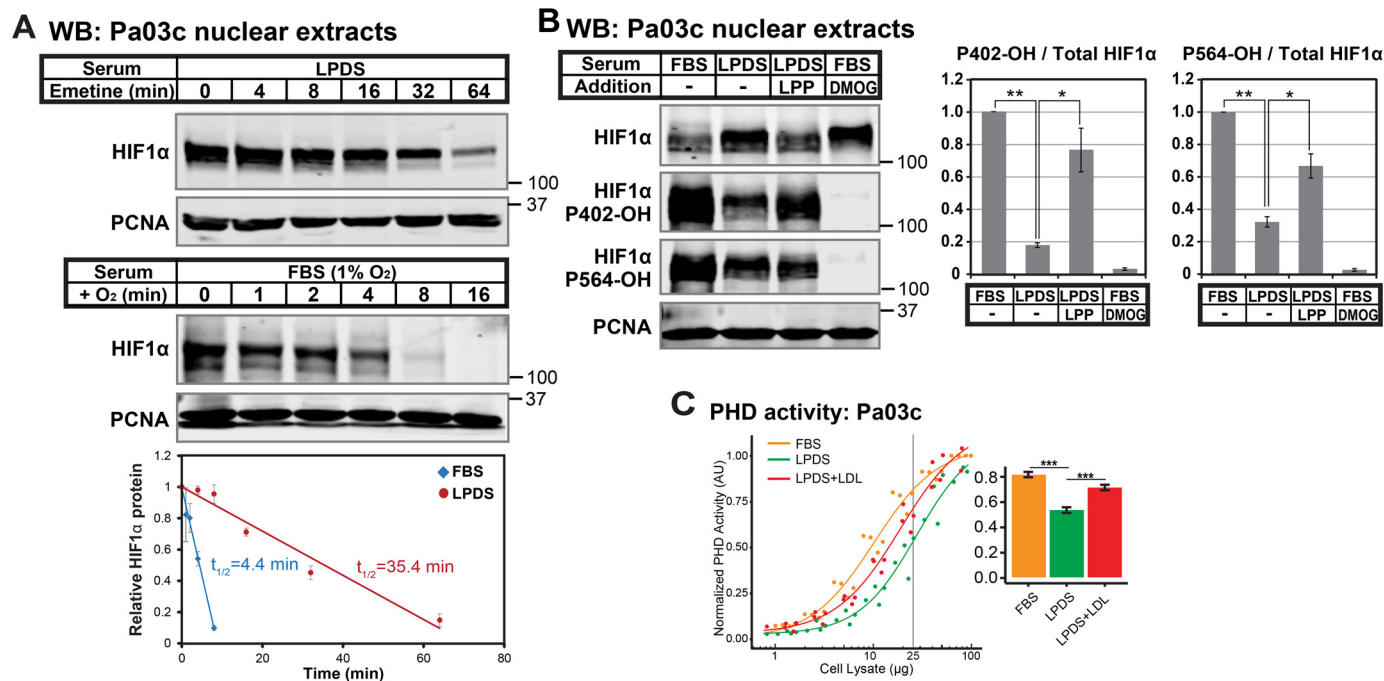 A WB: Pa03c nuclear extracts
Serum LPDS
Emetine (min) 0 4 8 16 32 64
HIF1α
100
37
PCNA
Serum FBS (1% O₂)
+ O₂ (min) 0 1 2 4 8 16
HIF1α
100
37
PCNA
FBS
LPDS
t1/2=4.4 min
t1/2=35.4 min
Relative HIF1α protein
1.2
1
0.8
0.6
0.4
0.2
0
0 20 40 60 80
Time (min)
B WB: Pa03c nuclear extracts
Serum FBS LPDS LPDS FBS
Addition - - LPP DMOG
HIF1α
100
HIF1α
P402-OH
100
HIF1α
P564-OH
100
37
PCNA
P402-OH / Total HIF1α
1.2
1
0.8
0.6
0.4
0.2
0
** *
FBS LPDS LPDS FBS
- - LPP DMOG
P564-OH / Total HIF1α
1.2
1
0.8
0.6
0.4
0.2
0
** *
FBS LPDS LPDS FBS
- - LPP DMOG
C PHD activity: Pa03c
FBS
LPDS
LPDS+LDL
Normalized PHD Activity (AU)
1.00
0.75
0.50
0.25
0.00
1 10 25 100
Cell Lysate (μg)
*** ***
0.8
0.6
0.4
0.2
0.0
FBS
LPDS
LPDS+LDL